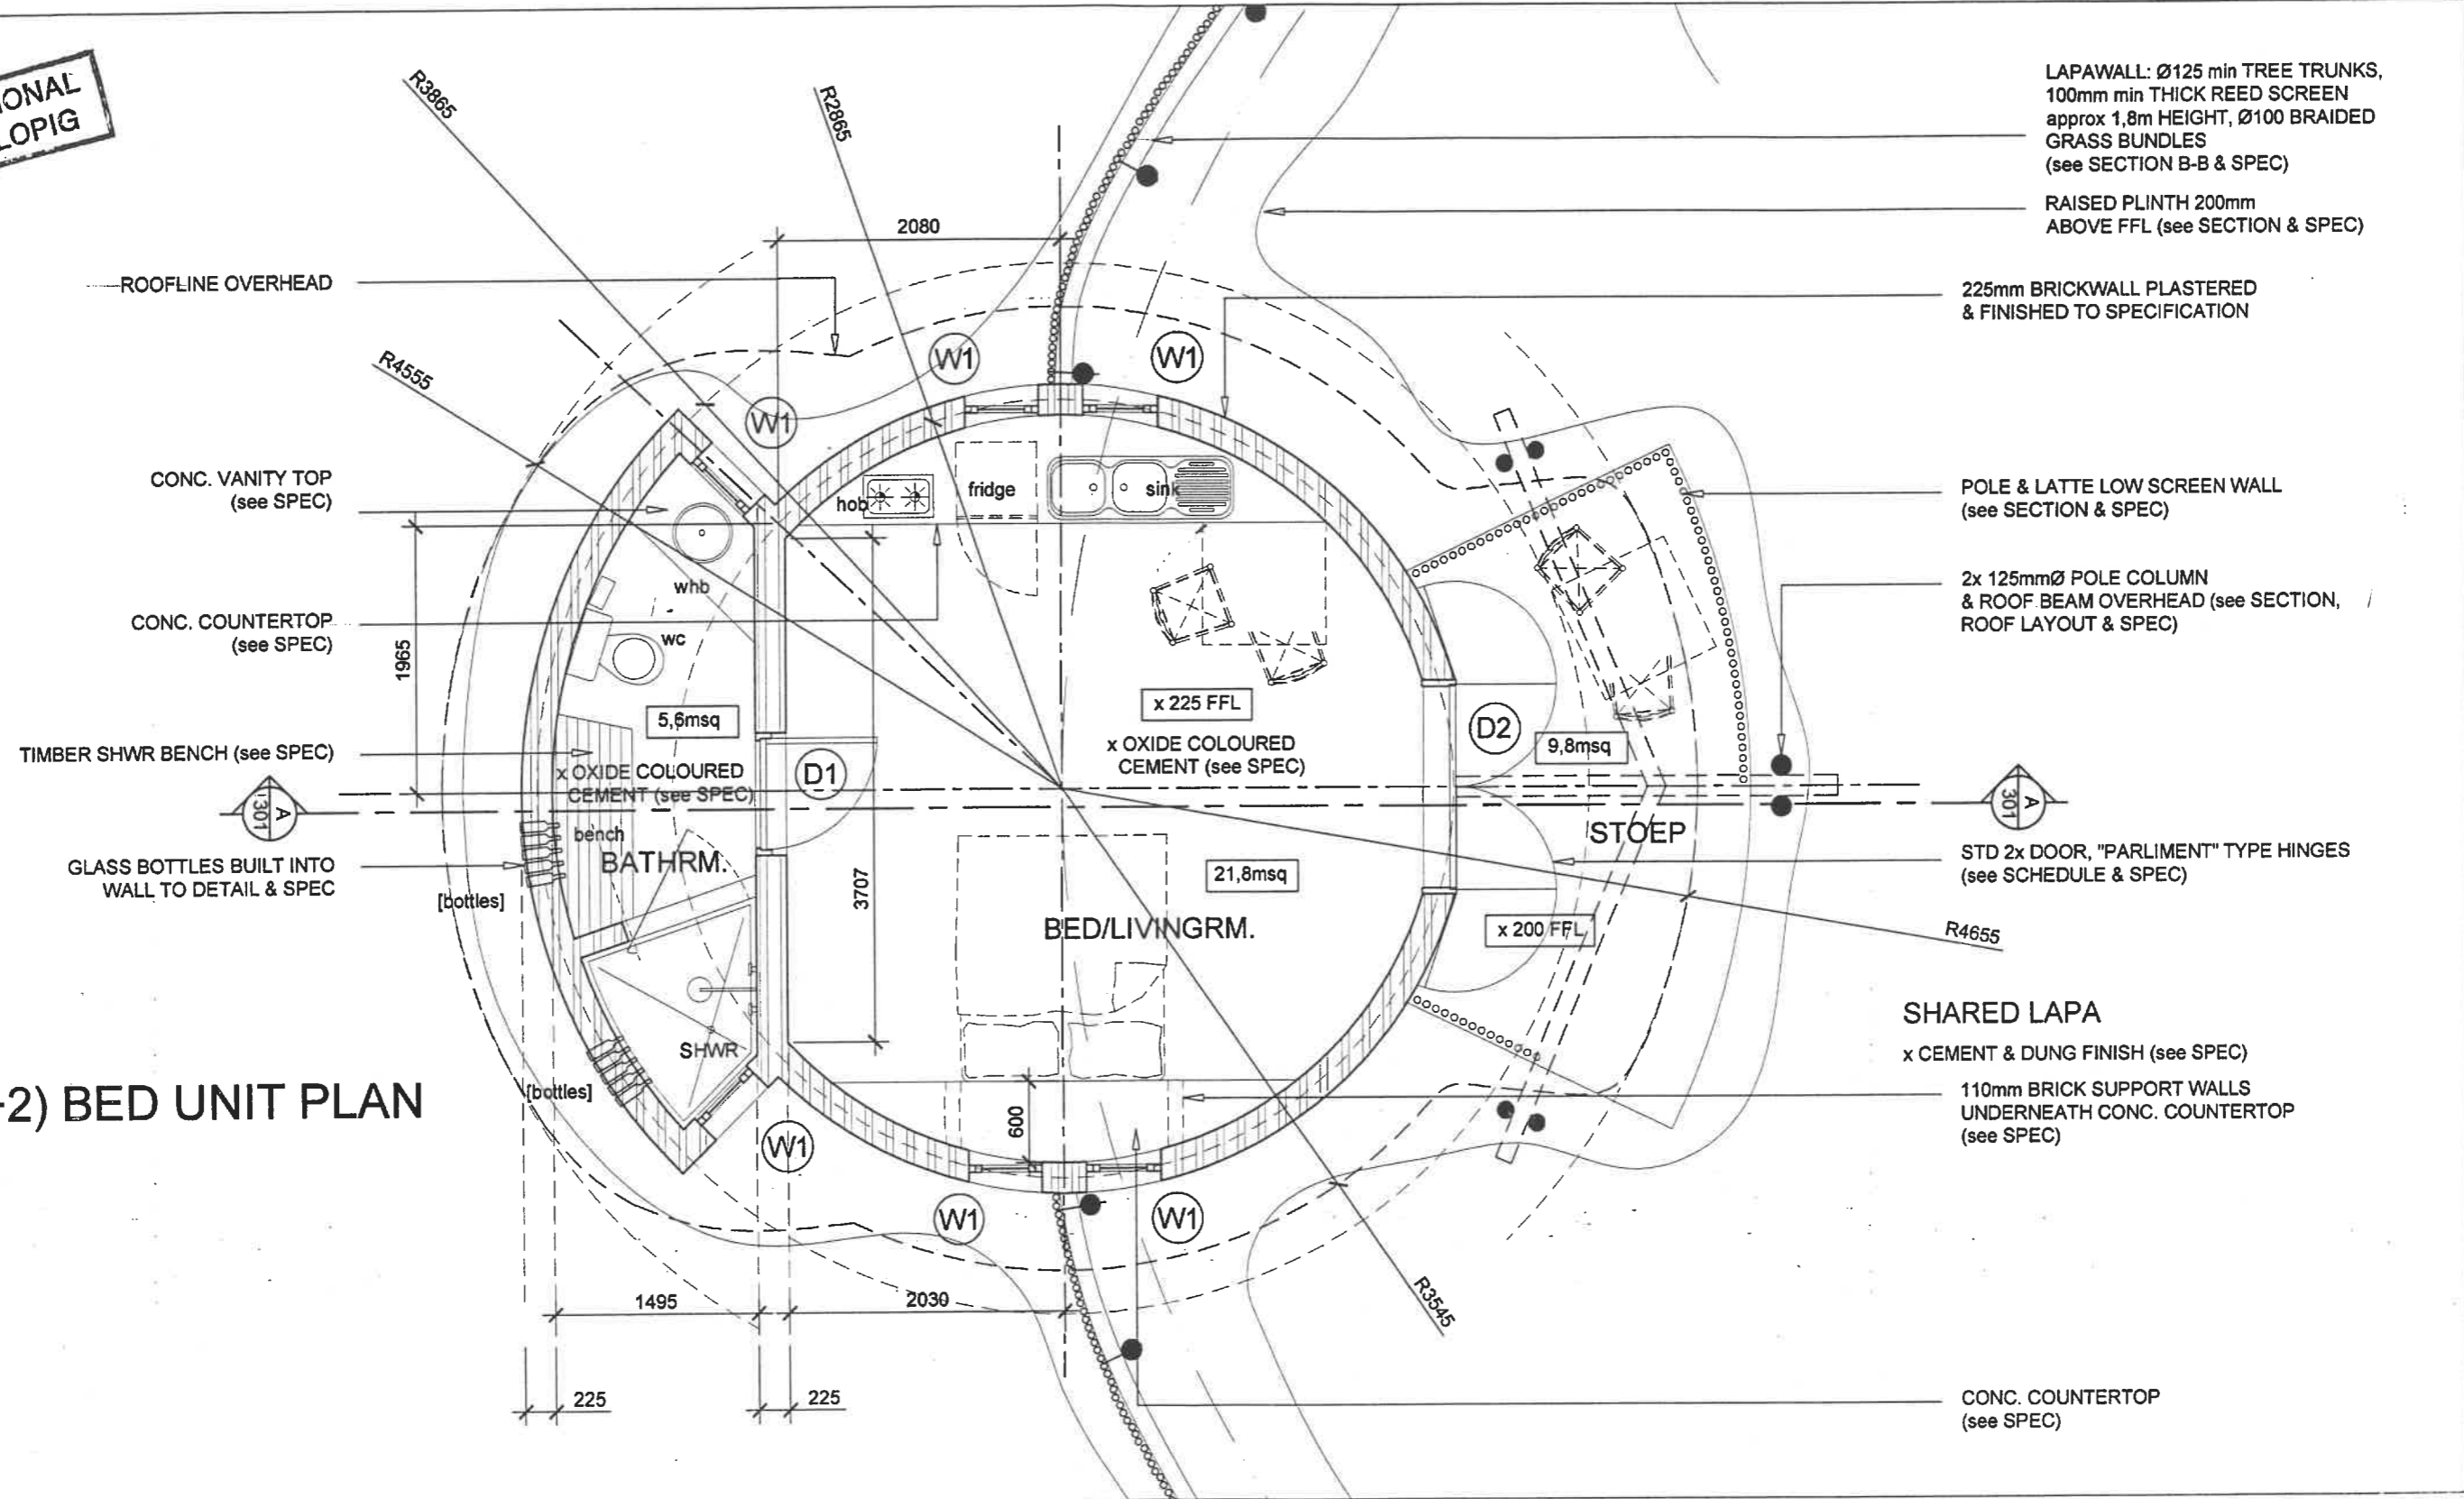 IONAL
LOPIG
R3865
R2865
R4555
2080
ROOFLINE OVERHEAD
CONC. VANITY TOP
(see SPEC)
CONC. COUNTERTOP
(see SPEC)
1965
TIMBER SHWR BENCH (see SPEC)
A
301
GLASS BOTTLES BUILT INTO
WALL TO DETAIL & SPEC
[bottles]
[bottles]
-2) BED UNIT PLAN
W1
W1
W1
hob
fridge
sink
whb
wc
5,6msq
x OXIDE COLOURED
CEMENT (see SPEC)
bench
BATHRM.
SHWR
D1
3707
x 225 FFL
x OXIDE COLOURED
CEMENT (see SPEC)
21,8msq
BED/LIVINGRM.
600
D2
9,8msq
STOEP
x 200 FFL
W1
W1
W1
1495
2030
225
225
R3545
R4655
LAPAWALL: Ø125 min TREE TRUNKS,
100mm min THICK REED SCREEN
approx 1,8m HEIGHT, Ø100 BRAIDED
GRASS BUNDLES
(see SECTION B-B & SPEC)
RAISED PLINTH 200mm
ABOVE FFL (see SECTION & SPEC)
225mm BRICKWALL PLASTERED
& FINISHED TO SPECIFICATION
POLE & LATTE LOW SCREEN WALL
(see SECTION & SPEC)
2x 125mmØ POLE COLUMN
& ROOF BEAM OVERHEAD (see SECTION,
ROOF LAYOUT & SPEC)
A
301
STD 2x DOOR, "PARLIMENT" TYPE HINGES
(see SCHEDULE & SPEC)
SHARED LAPA
x CEMENT & DUNG FINISH (see SPEC)
110mm BRICK SUPPORT WALLS
UNDERNEATH CONC. COUNTERTOP
(see SPEC)
CONC. COUNTERTOP
(see SPEC)